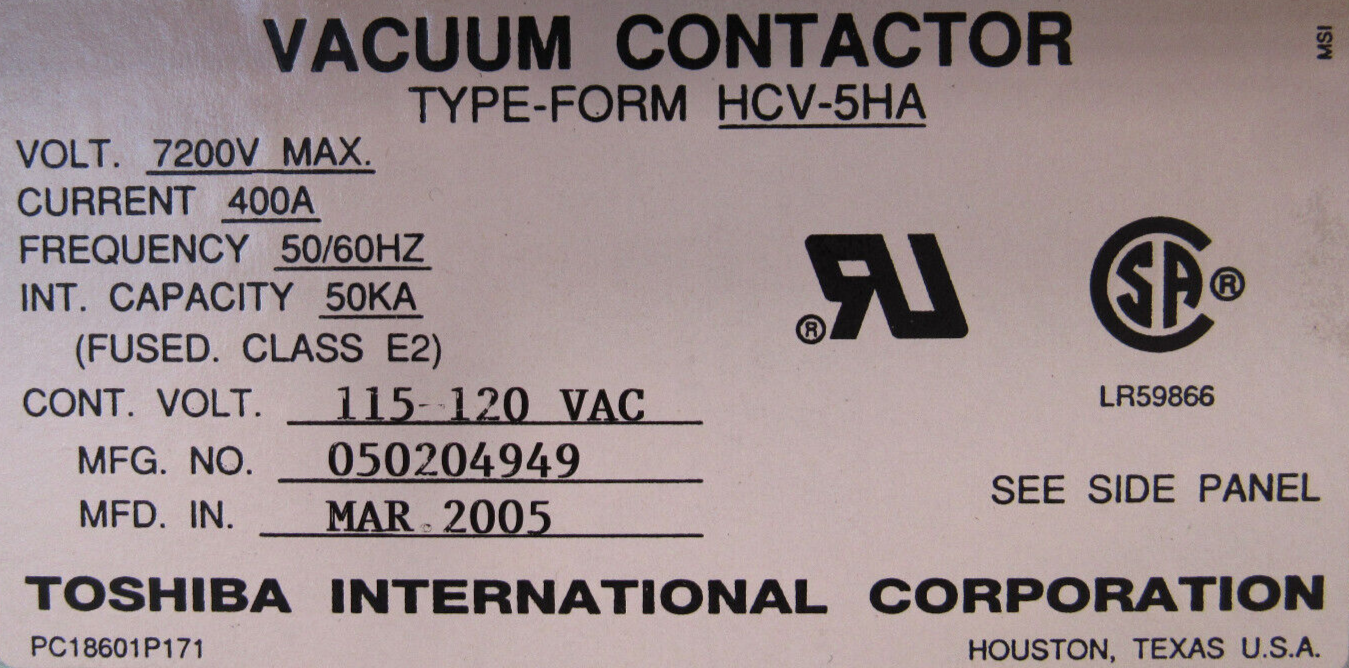 VACUUM CONTACTOR
MSI
TYPE-FORM HCV-5HA
VOLT. 7200V MAX.
CURRENT 400A
FREQUENCY 50/60HZ
INT. CAPACITY 50KA
(FUSED. CLASS E2)
CONT. VOLT. 115-120 VAC
MFG. NO. 050204949
MFD. IN. MAR. 2005
RU®
CSA®
LR59866
SEE SIDE PANEL
TOSHIBA INTERNATIONAL CORPORATION
PC18601P171
HOUSTON, TEXAS U.S.A.